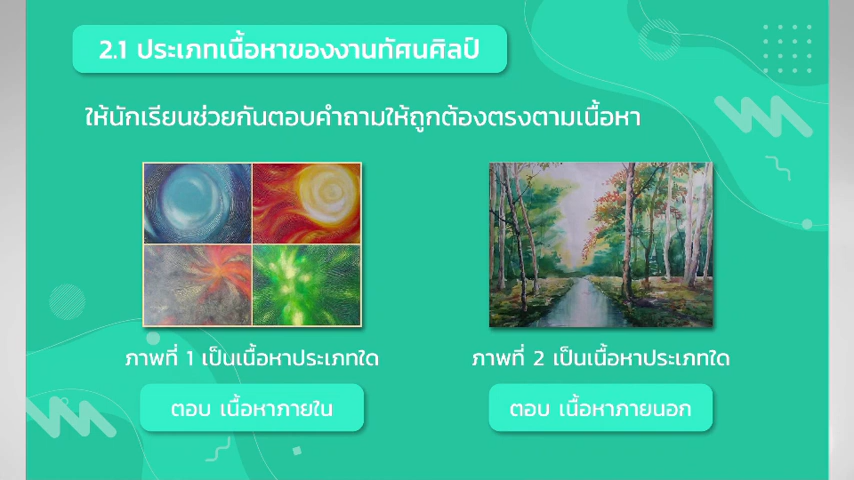 2.1 ประเภทเนื้อหาของงานทัศนศิลป์
ให้นักเรียนช่วยกันตอบคำถามให้ถูกต้องตรงตามเนื้อหา
ภาพที่ 1 เป็นเนื้อหาประเภทใด
ตอบ เนื้อหาภายใน
ภาพที่ 2 เป็นเนื้อหาประเภทใด
ตอบ เนื้อหาภายนอก